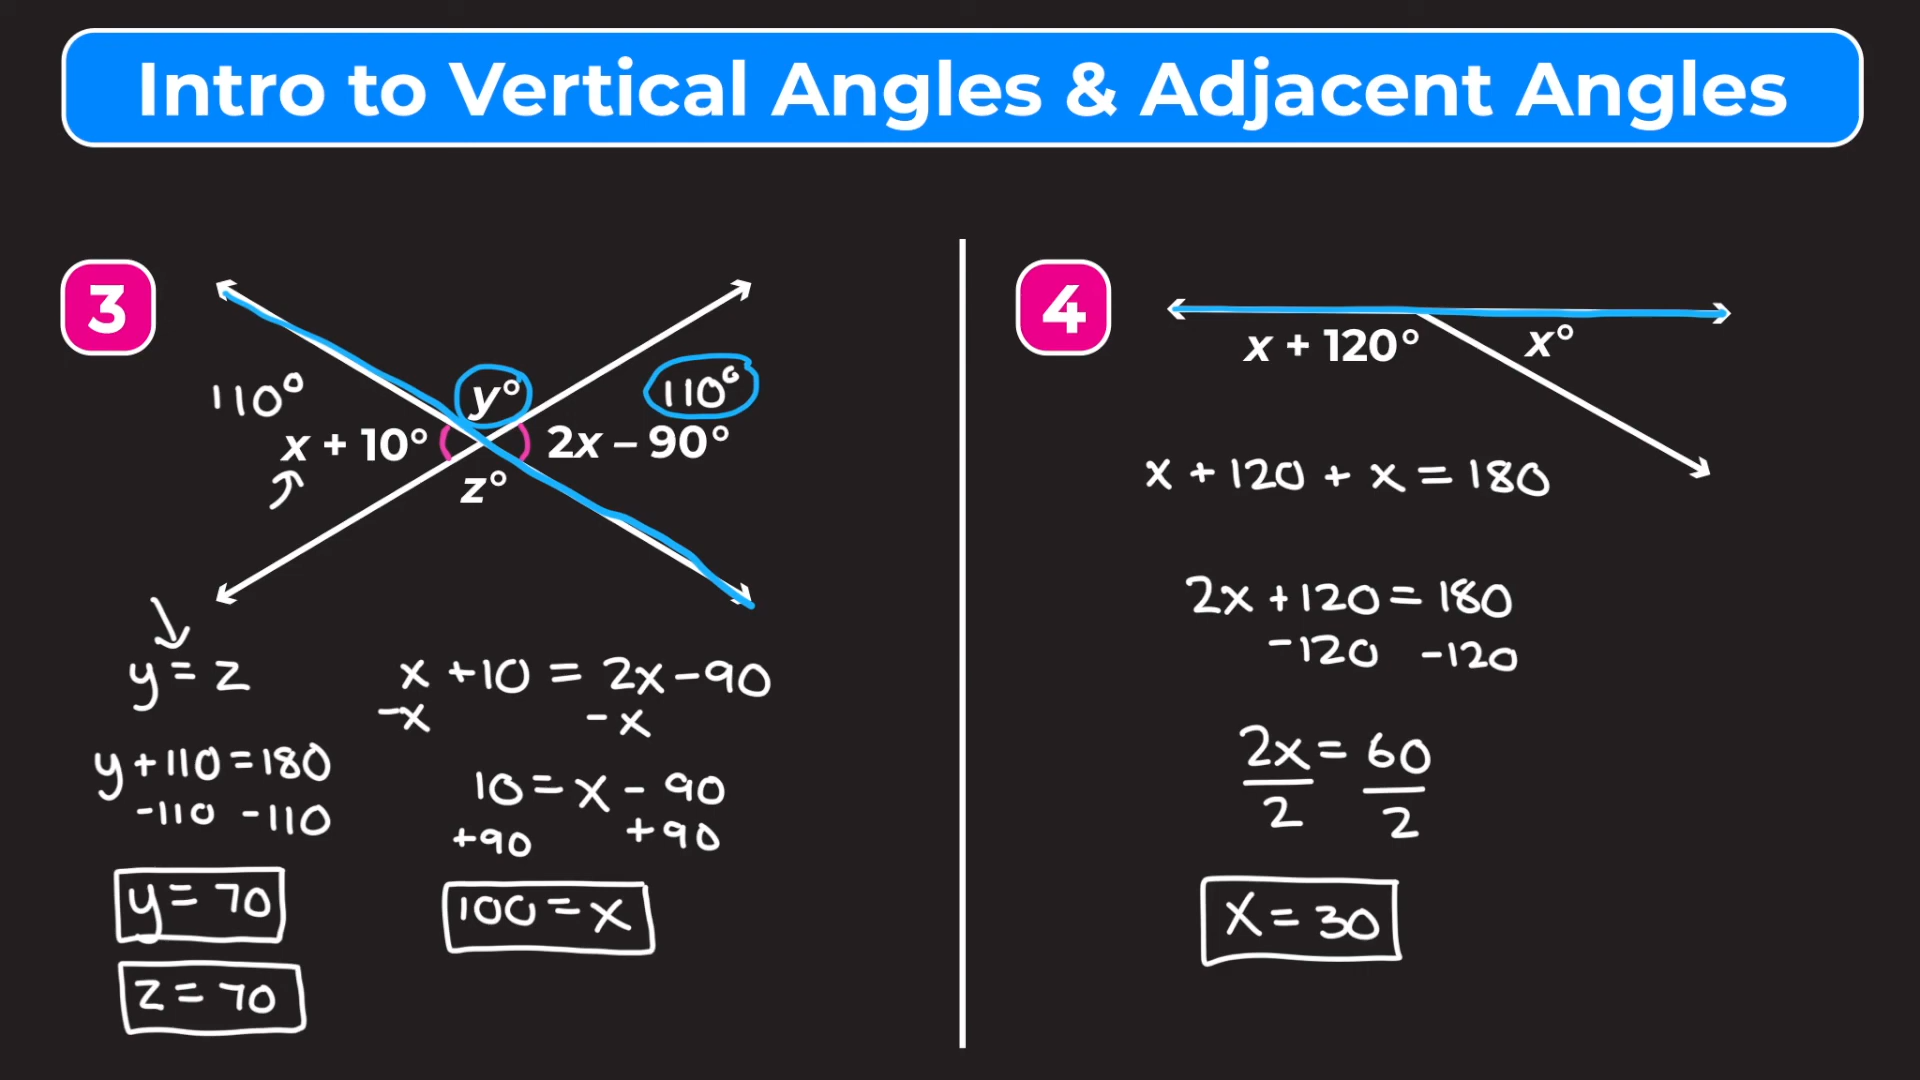 Intro to Vertical Angles & Adjacent Angles
3
y°
110°
110°
x + 10°
2x – 90°
z°
y = z
x + 10 = 2x - 90
-x -x
y + 110 = 180
-110 -110
10 = x - 90
+90 +90
y = 70
100 = x
z = 70
4
x + 120°
x°
x + 120 + x = 180
2x + 120 = 180
-120 -120
2x = 60
2 2
x = 30